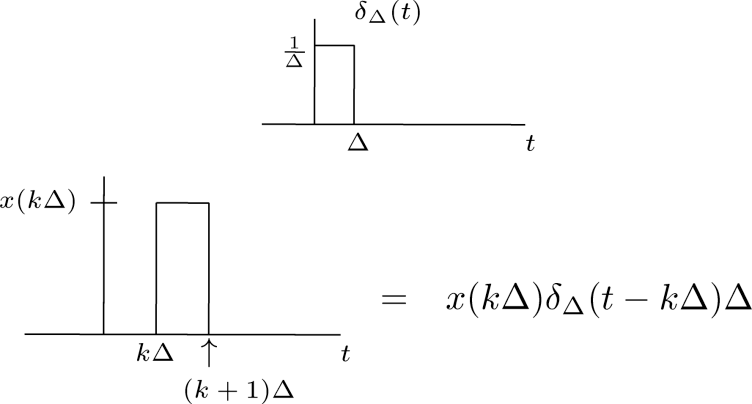 δ_Δ(t)
1/Δ
Δ
t
x(kΔ)
= x(kΔ)δ_Δ(t − kΔ)Δ
kΔ
t
(k + 1)Δ